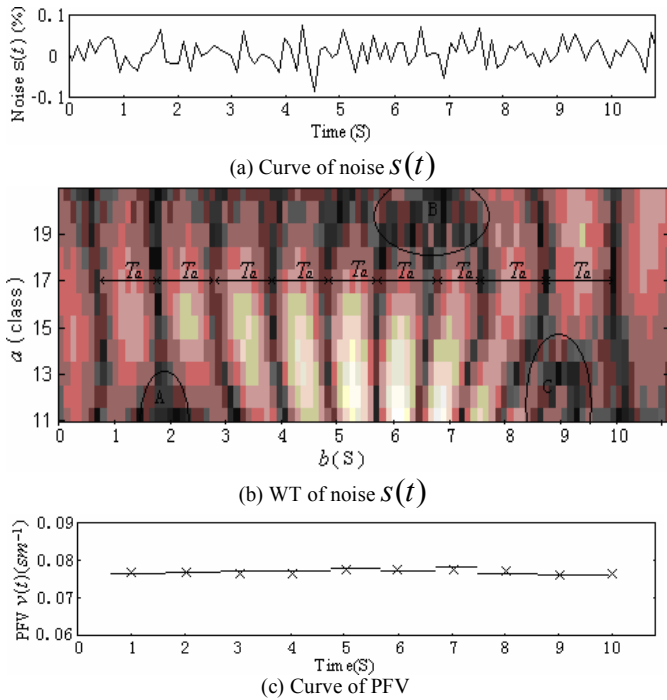 Noise s(t) (%)
0.1
0
-0.1
0 1 2 3 4 5 6 7 8 9 10
Time (S)
(a) Curve of noise s(t)
a (class)
19
17
15
13
11
B
Ta Ta Ta Ta Ta Ta Ta Ta Ta
A
C
0 1 2 3 4 5 6 7 8 9 10
b(S)
(b) WT of noise s(t)
PFV v(t)(sm⁻¹)
0.09
0.08
0.07
0.06
0 1 2 3 4 5 6 7 8 9 10
Time(S)
(c) Curve of PFV